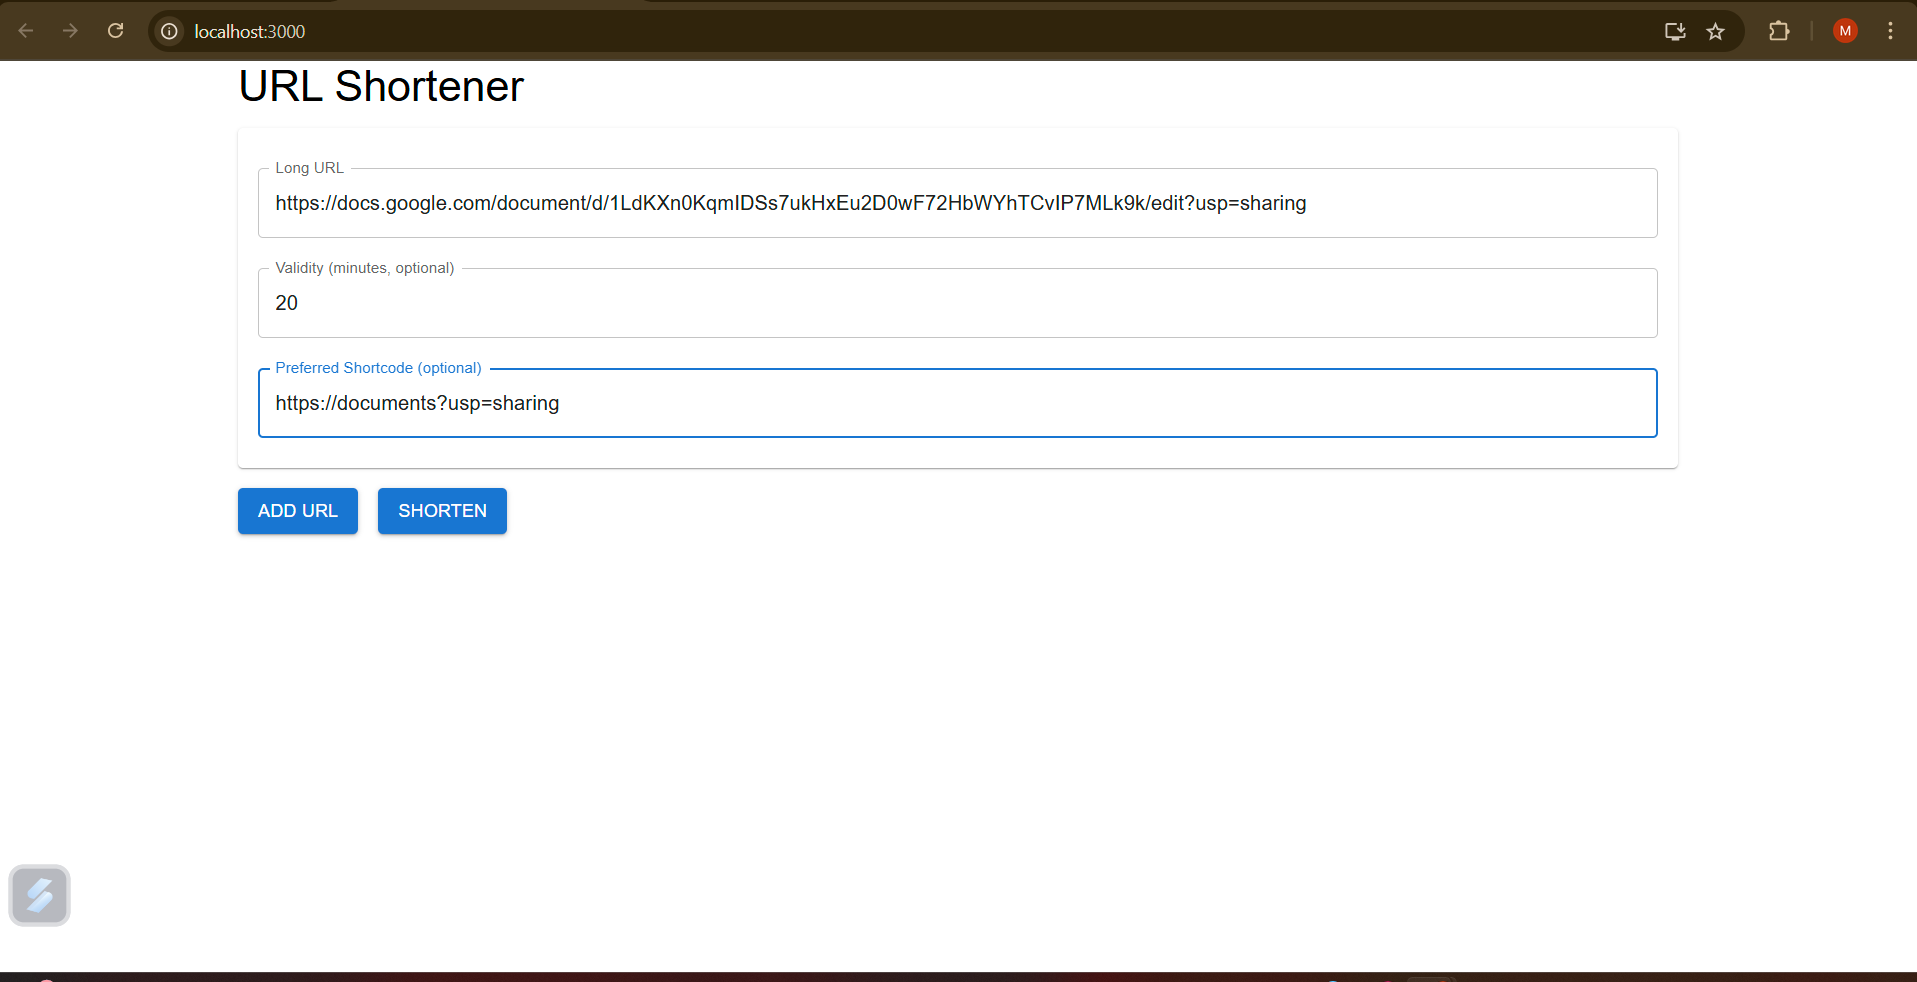 localhost:3000
M
URL Shortener
Long URL
https://docs.google.com/document/d/1LdKXn0KqmIDSs7ukHxEu2D0wF72HbWYhTCvIP7MLk9k/edit?usp=sharing
Validity (minutes, optional)
20
Preferred Shortcode (optional)
https://documents?usp=sharing
ADD URL SHORTEN